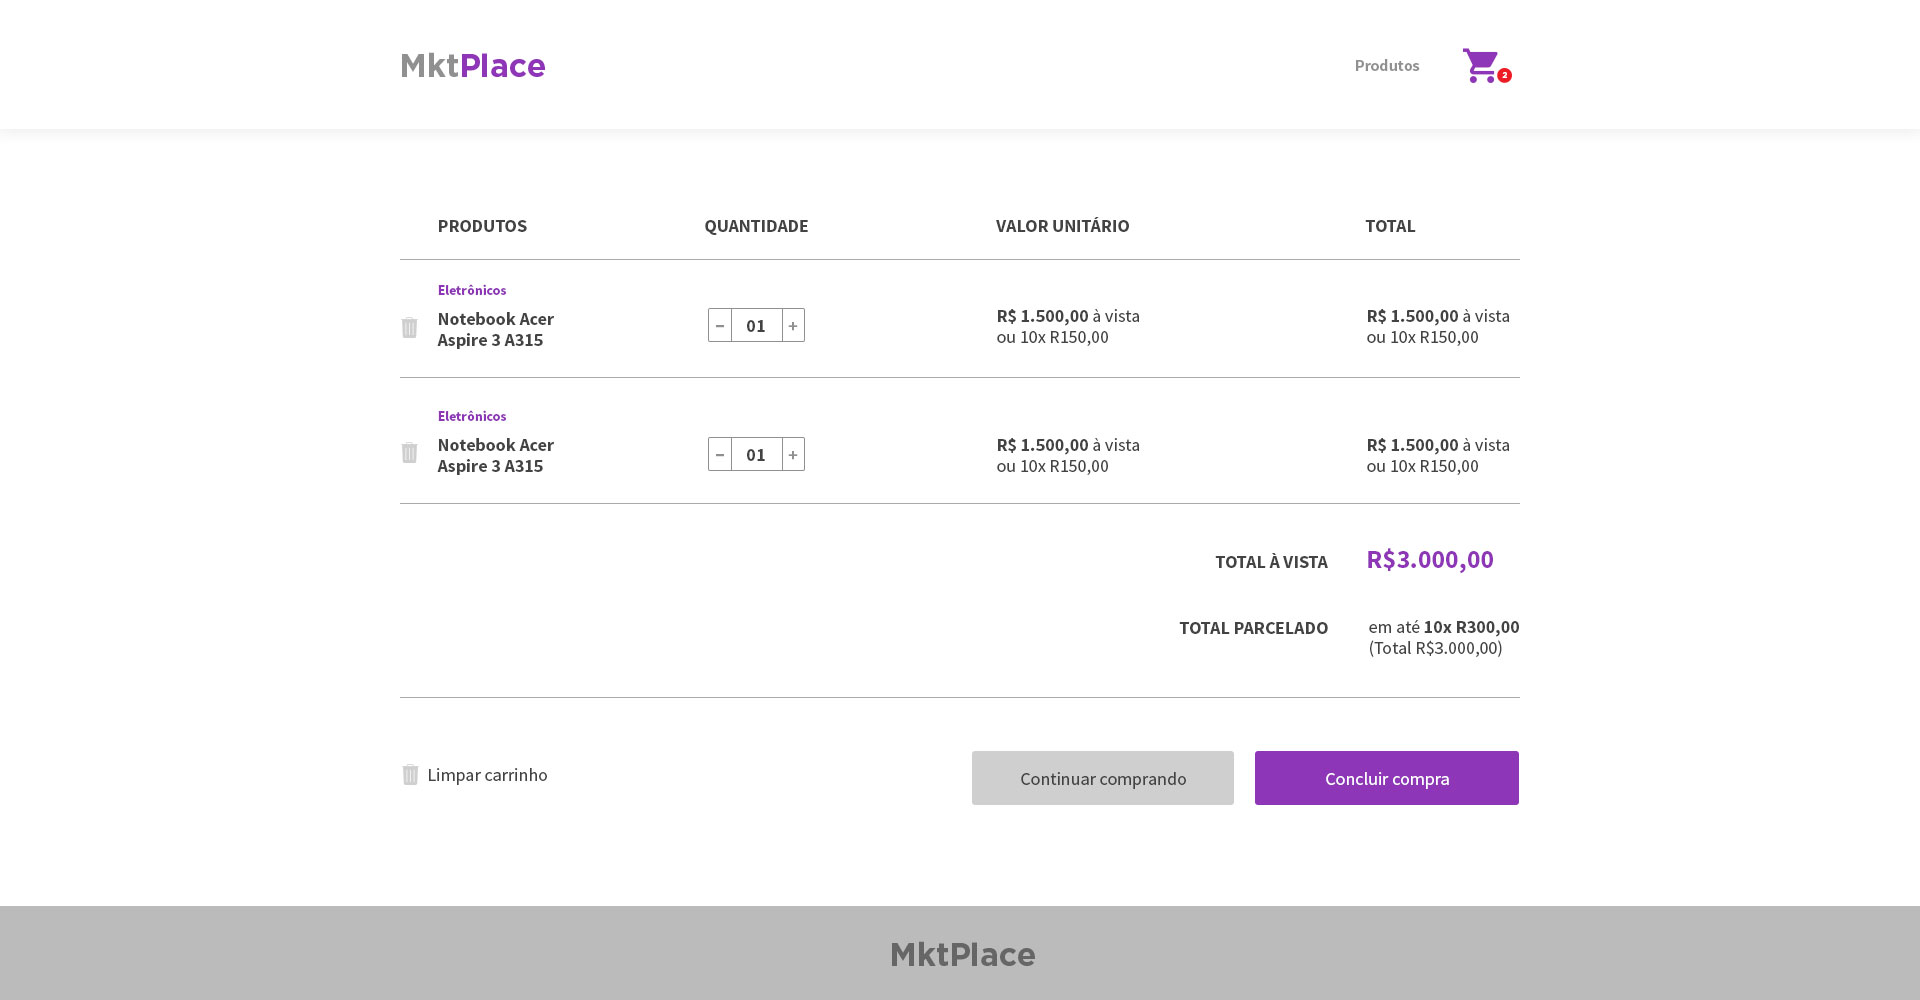 MktPlace
Produtos
2
PRODUTOS QUANTIDADE VALOR UNITÁRIO TOTAL
Eletrônicos
Notebook Acer
Aspire 3 A315
− 01 +
R$ 1.500,00 à vista
ou 10x R150,00
R$ 1.500,00 à vista
ou 10x R150,00
Eletrônicos
Notebook Acer
Aspire 3 A315
− 01 +
R$ 1.500,00 à vista
ou 10x R150,00
R$ 1.500,00 à vista
ou 10x R150,00
TOTAL À VISTA R$3.000,00
TOTAL PARCELADO em até 10x R300,00
(Total R$3.000,00)
Limpar carrinho
Continuar comprando
Concluir compra
MktPlace